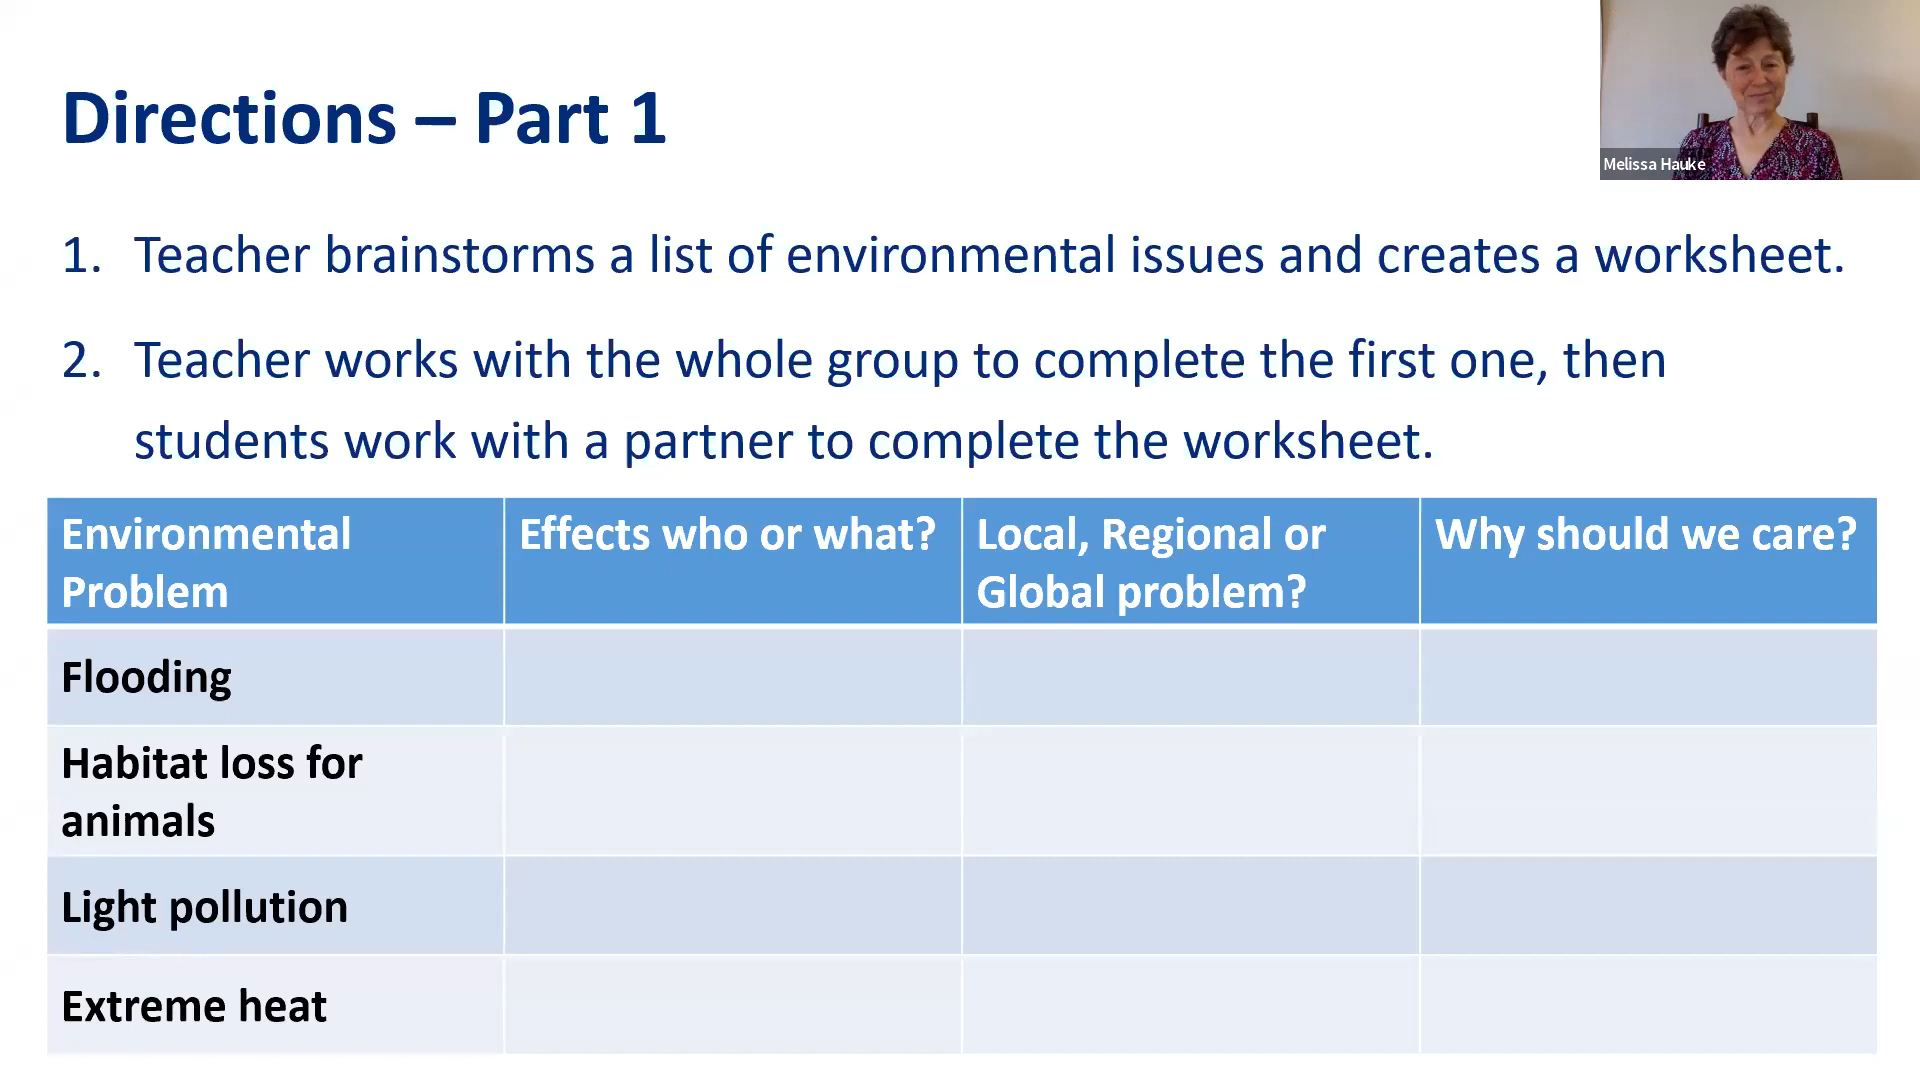 Directions – Part 1
Melissa Hauke
1. Teacher brainstorms a list of environmental issues and creates a worksheet.
2. Teacher works with the whole group to complete the first one, then
students work with a partner to complete the worksheet.
Environmental
Problem
Effects who or what?
Local, Regional or
Global problem?
Why should we care?
Flooding
Habitat loss for
animals
Light pollution
Extreme heat